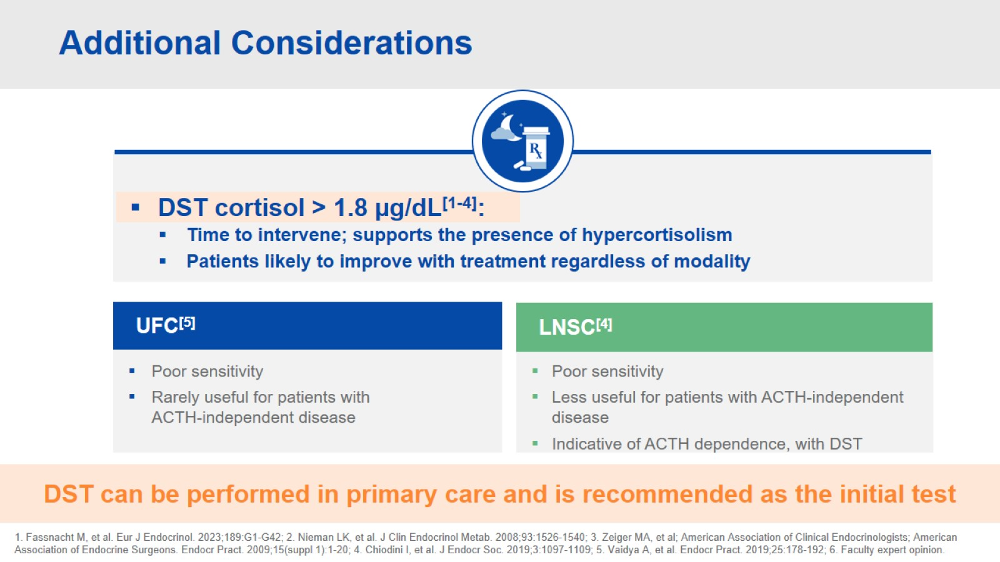 Additional Considerations
Rx
▪ DST cortisol > 1.8 µg/dL[1-4]:
▪ Time to intervene; supports the presence of hypercortisolism
▪ Patients likely to improve with treatment regardless of modality
UFC[5]
▪ Poor sensitivity
▪ Rarely useful for patients with
ACTH-independent disease
LNSC[4]
▪ Poor sensitivity
▪ Less useful for patients with ACTH-independent
disease
▪ Indicative of ACTH dependence, with DST
DST can be performed in primary care and is recommended as the initial test
1. Fassnacht M, et al. Eur J Endocrinol. 2023;189:G1-G42; 2. Nieman LK, et al. J Clin Endocrinol Metab. 2008;93:1526-1540; 3. Zeiger MA, et al; American Association of Clinical Endocrinologists; American
Association of Endocrine Surgeons. Endocr Pract. 2009;15(suppl 1):1-20; 4. Chiodini I, et al. J Endocr Soc. 2019;3:1097-1109; 5. Vaidya A, et al. Endocr Pract. 2019;25:178-192; 6. Faculty expert opinion.